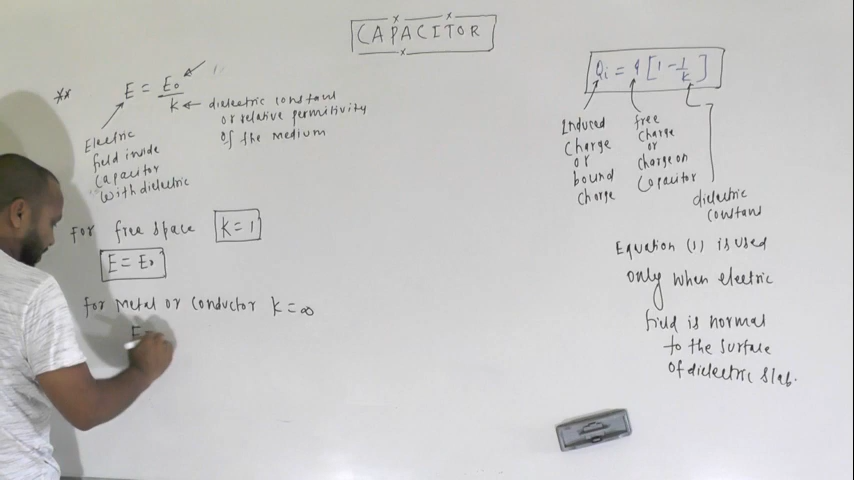 CAPACITOR
** E = E₀/k
dielectric constant
or relative permitivity
of the medium
Electric
field inside
Capacitor
with dielectric
for free space K = 1
E = E₀
for Metal or Conductor K = ∞
E =
Qi = q [1 - 1/k]
Induced
Charge
or
bound
Charge
free
Charge
or
Charge on
Capacitor
dielectric
constant
Equation (1) is used
only when electric
field is normal
to the surface
of dielectric slab.